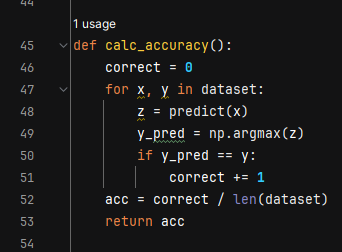 44
1 usage
45 def calc_accuracy():
46     correct = 0
47     for x, y in dataset:
48         z = predict(x)
49         y_pred = np.argmax(z)
50         if y_pred == y:
51             correct += 1
52     acc = correct / len(dataset)
53     return acc
54